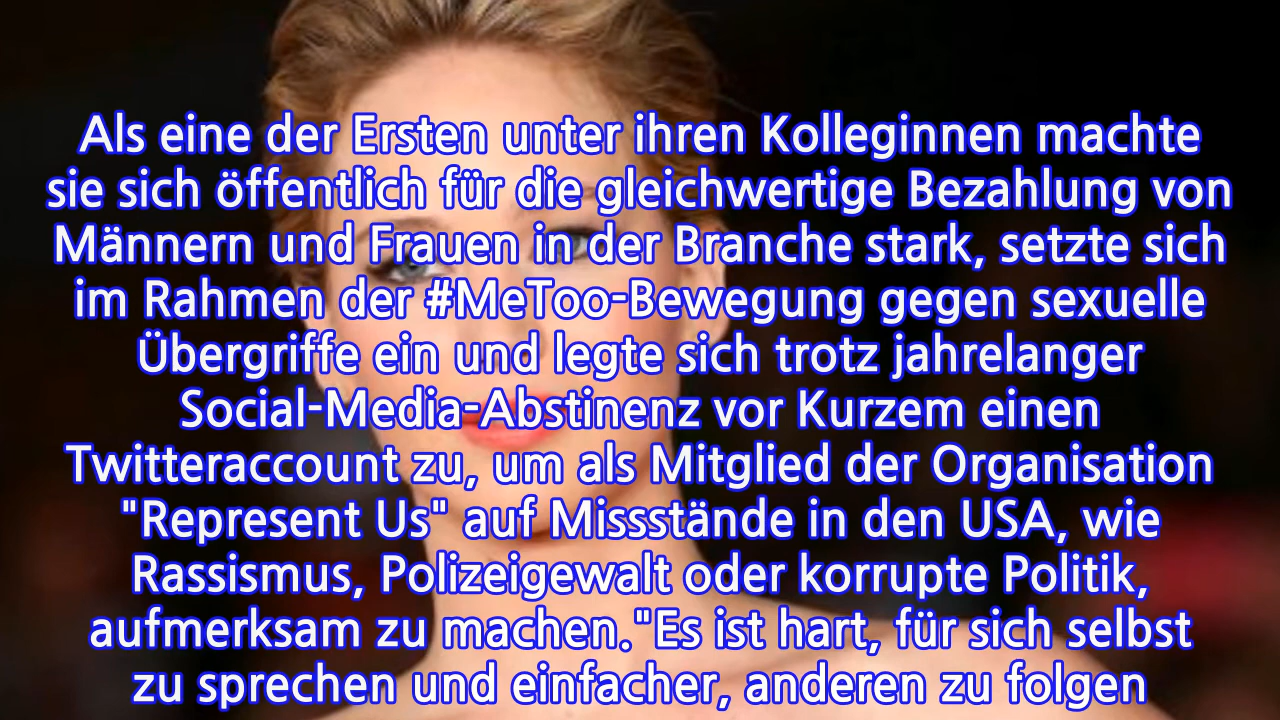 Als eine der Ersten unter ihren Kolleginnen machte
sie sich öffentlich für die gleichwertige Bezahlung von
Männern und Frauen in der Branche stark, setzte sich
im Rahmen der #MeToo-Bewegung gegen sexuelle
Übergriffe ein und legte sich trotz jahrelanger
Social-Media-Abstinenz vor Kurzem einen
Twitteraccount zu, um als Mitglied der Organisation
"Represent Us" auf Missstände in den USA, wie
Rassismus, Polizeigewalt oder korrupte Politik,
aufmerksam zu machen."Es ist hart, für sich selbst
zu sprechen und einfacher, anderen zu folgen